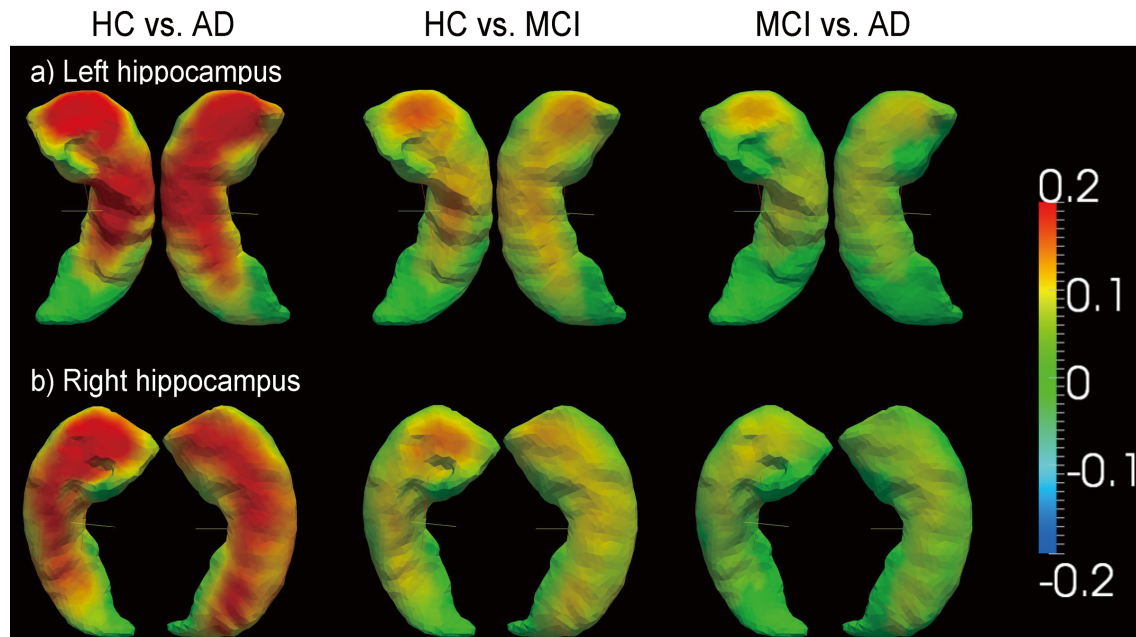 HC vs. AD
HC vs. MCI
MCI vs. AD
a) Left hippocampus
0.2
0.1
0
-0.1
-0.2
b) Right hippocampus